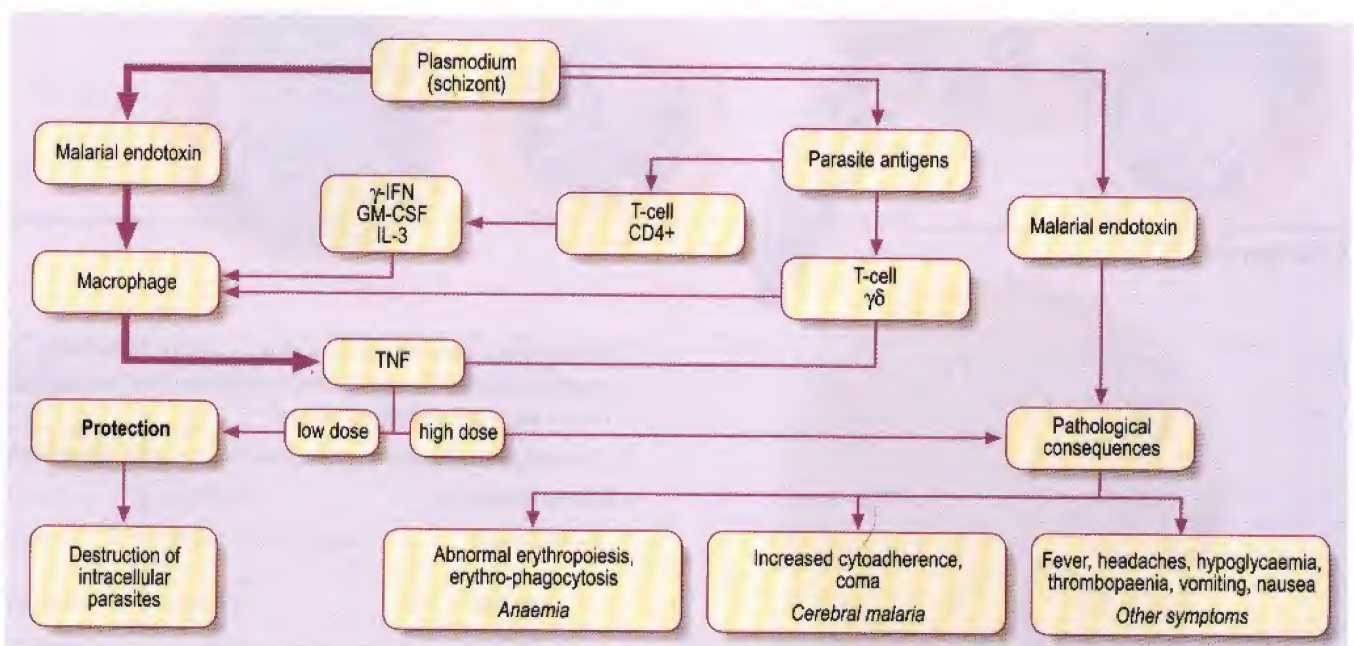 Plasmodium
(schizont)
Malarial endotoxin
Parasite antigens
γ-IFN
GM-CSF
IL-3
T-cell
CD4+
Malarial endotoxin
Macrophage
T-cell
γδ
TNF
Protection
low dose
high dose
Pathological
consequences
Destruction of
intracellular
parasites
Abnormal erythropoiesis,
erythro-phagocytosis
Anaemia
Increased cytoadherence,
coma
Cerebral malaria
Fever, headaches, hypoglycaemia,
thrombopaenia, vomiting, nausea
Other symptoms